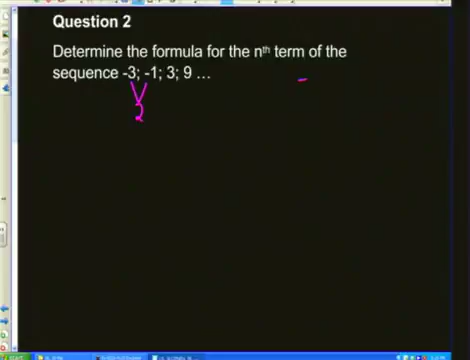 Question 2
Determine the formula for the nth term of the
sequence -3; -1; 3; 9 ...
2